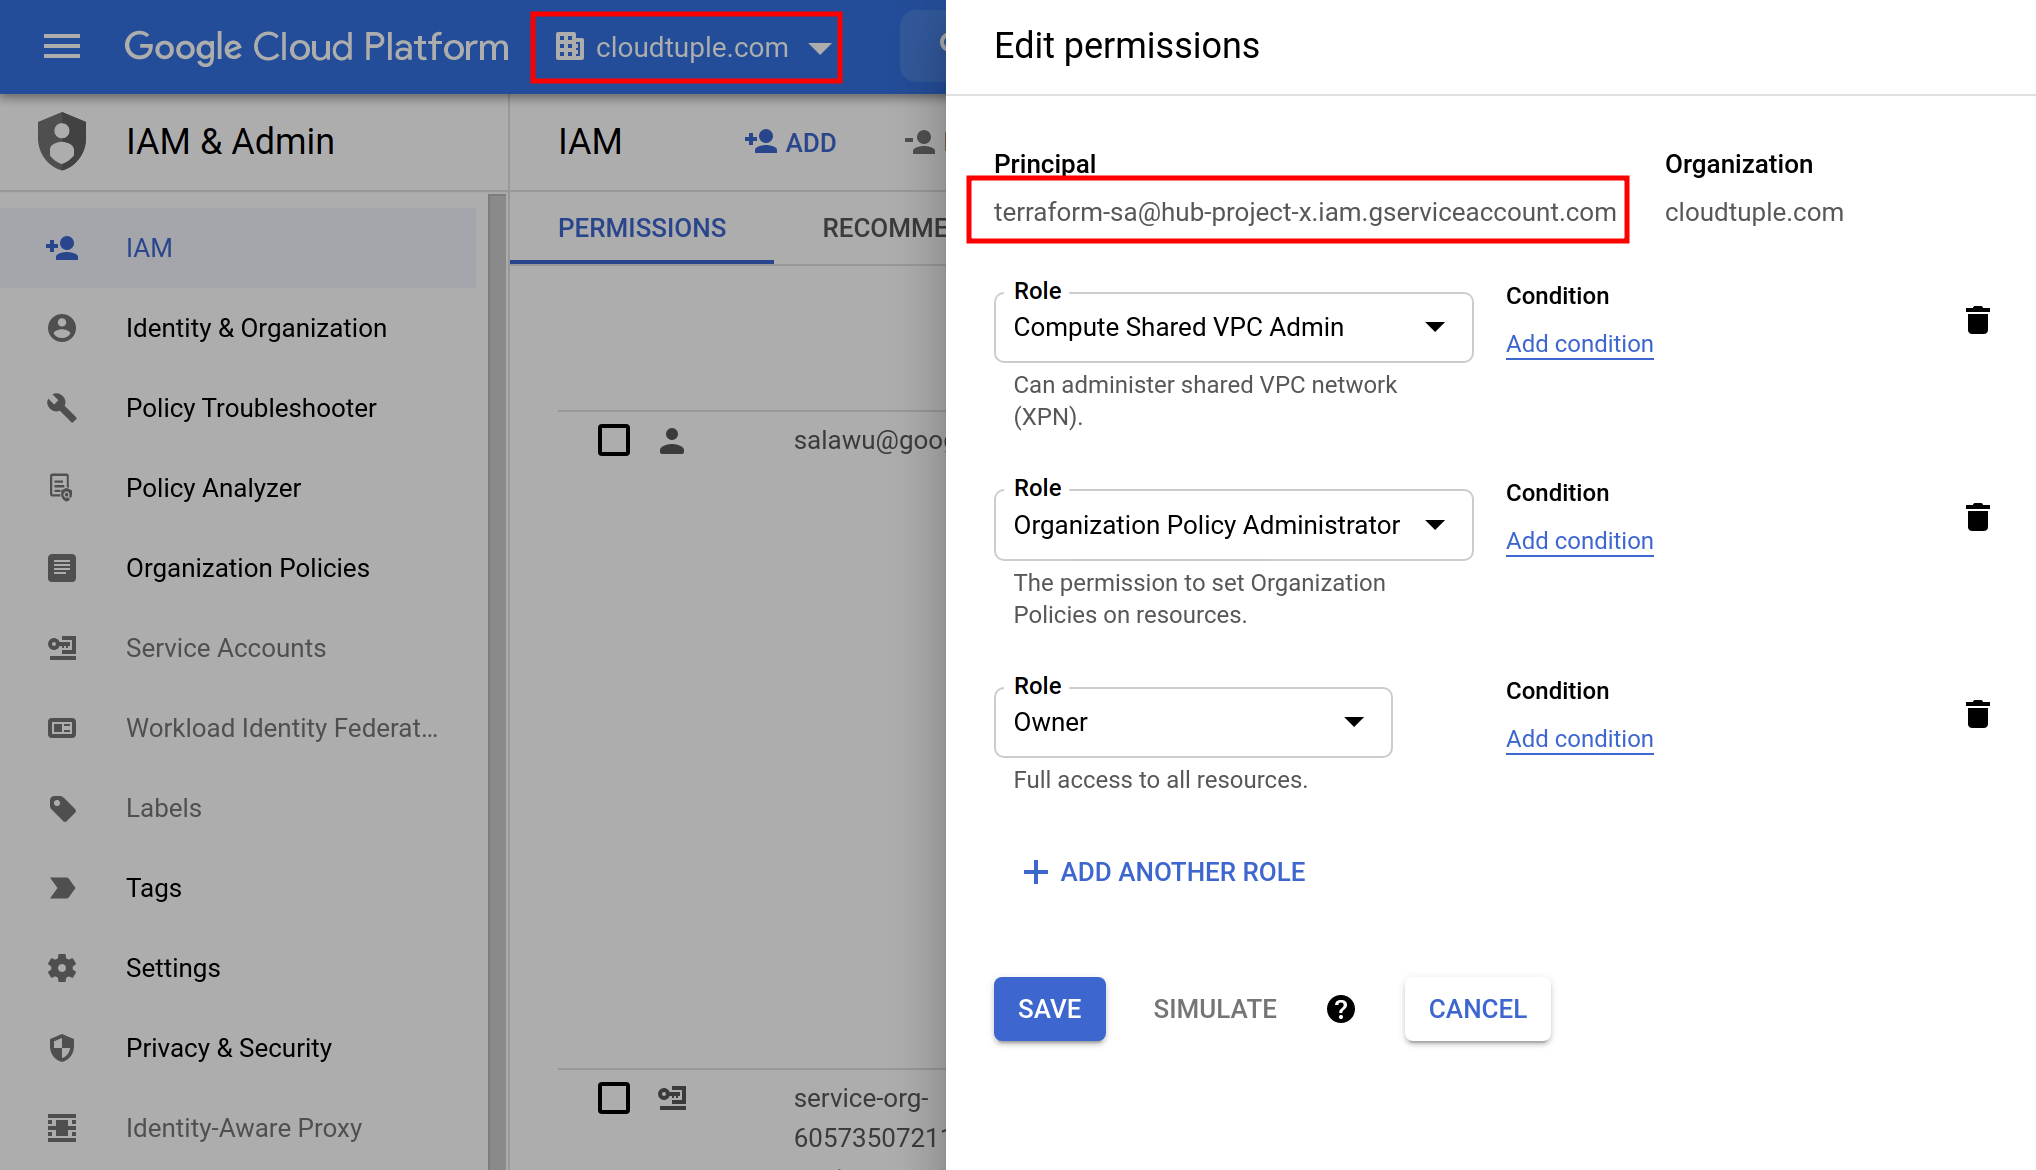 Google Cloud Platform
cloudtuple.com
IAM & Admin
IAM
Identity & Organization
Policy Troubleshooter
Policy Analyzer
Organization Policies
Service Accounts
Workload Identity Federat...
Labels
Tags
Settings
Privacy & Security
Identity-Aware Proxy
IAM
ADD
PERMISSIONS
RECOMME
salawu@goog
service-org-
60573507211
Edit permissions
Principal
terraform-sa@hub-project-x.iam.gserviceaccount.com
Organization
cloudtuple.com
Role
Compute Shared VPC Admin
Can administer shared VPC network
(XPN).
Condition
Add condition
Role
Organization Policy Administrator
The permission to set Organization
Policies on resources.
Condition
Add condition
Role
Owner
Full access to all resources.
Condition
Add condition
ADD ANOTHER ROLE
SAVE
SIMULATE
CANCEL